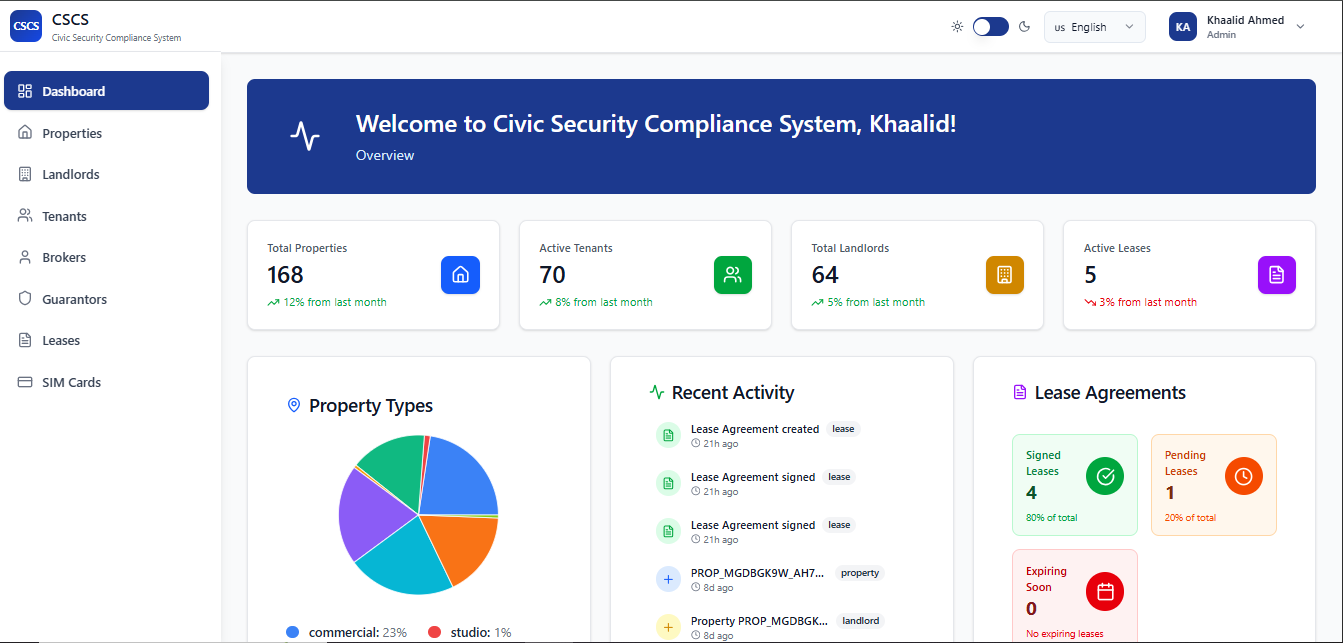 CSCS
CSCS
Civic Security Compliance System
us English
KA
Khaalid Ahmed
Admin
Dashboard
Properties
Landlords
Tenants
Brokers
Guarantors
Leases
SIM Cards
Welcome to Civic Security Compliance System, Khaalid!
Overview
Total Properties
168
12% from last month
Active Tenants
70
8% from last month
Total Landlords
64
5% from last month
Active Leases
5
3% from last month
Property Types
commercial: 23%
studio: 1%
Recent Activity
Lease Agreement created lease
21h ago
Lease Agreement signed lease
21h ago
Lease Agreement signed lease
21h ago
PROP_MGDBGK9W_AH7... property
8d ago
Property PROP_MGDBGK... landlord
8d ago
Lease Agreements
Signed
Leases
4
80% of total
Pending
Leases
1
20% of total
Expiring
Soon
0
No expiring leases